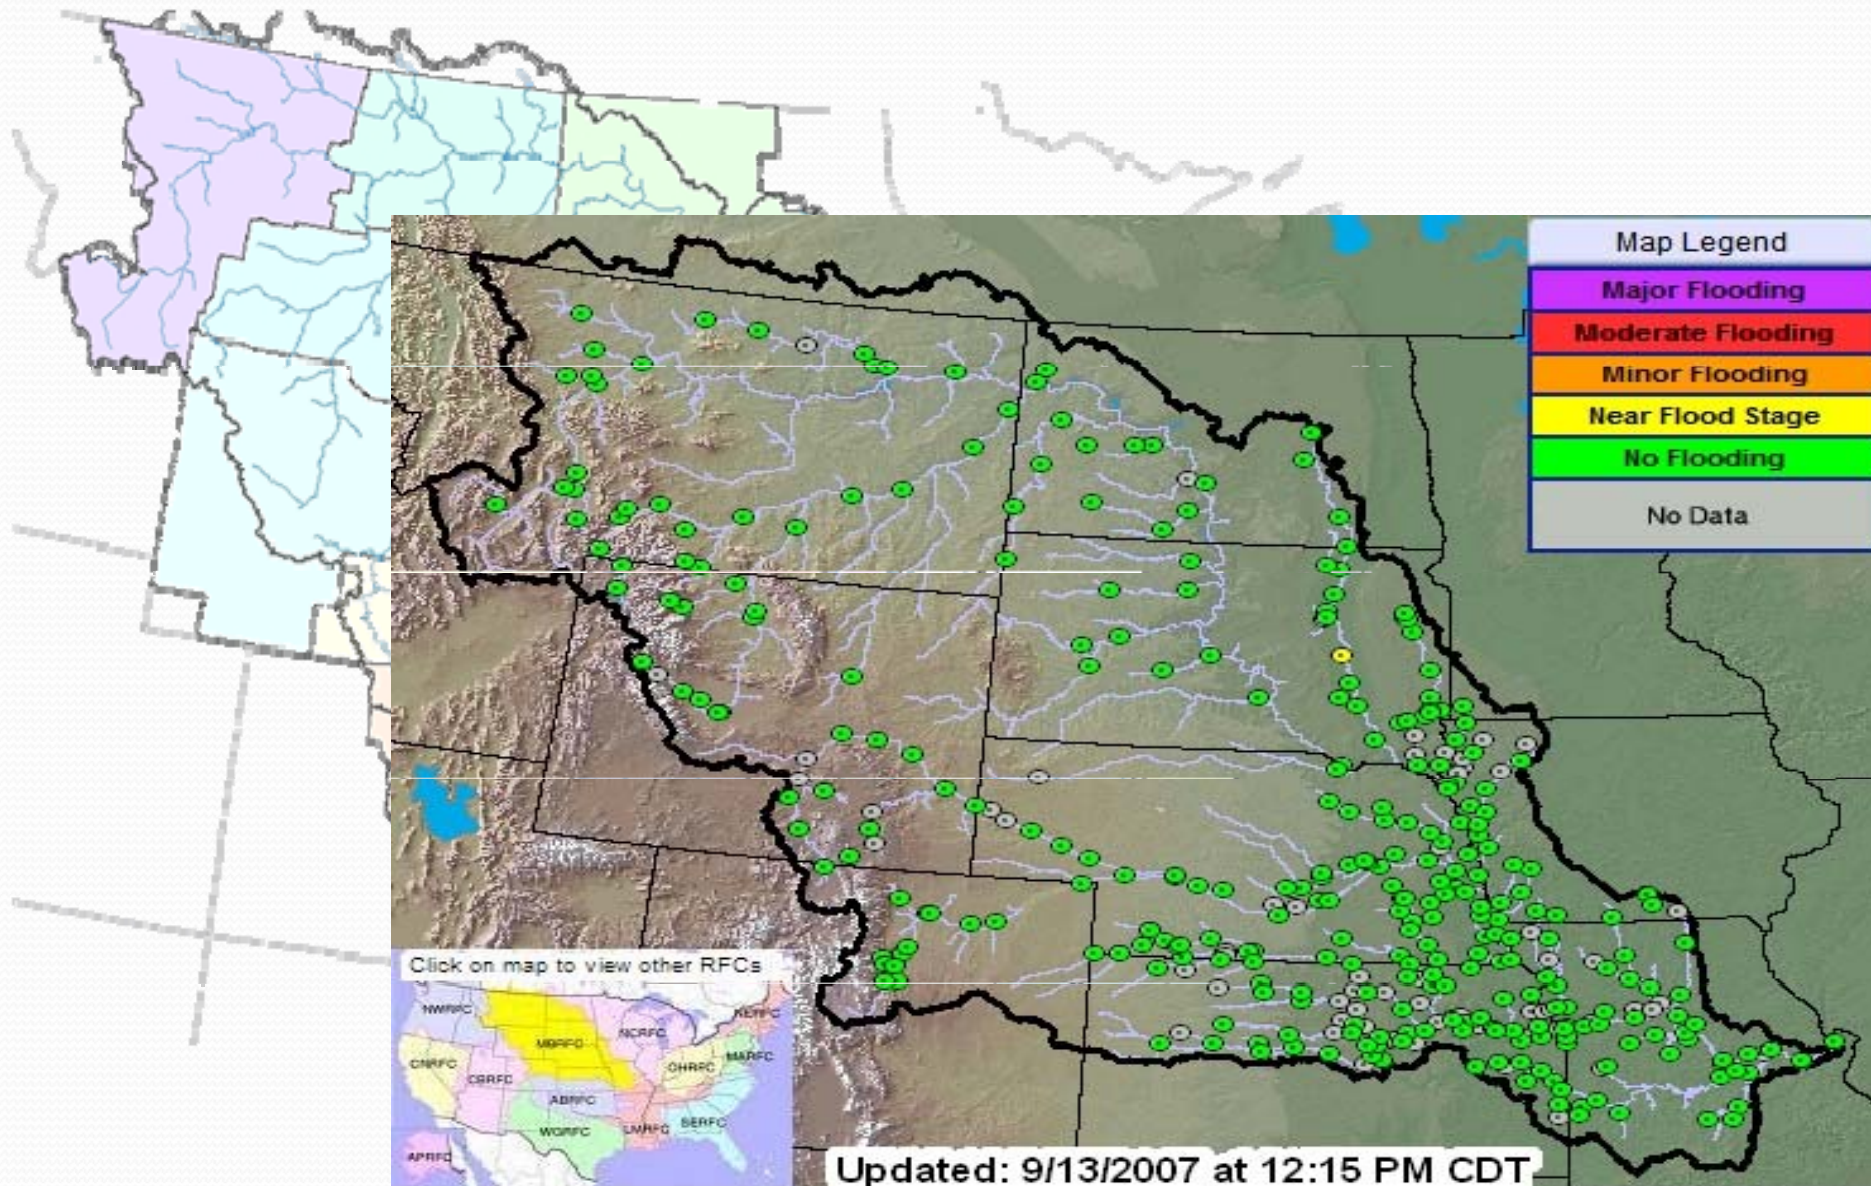 Map Legend
Major Flooding
Moderate Flooding
Minor Flooding
Near Flood Stage
No Flooding
No Data
Click on map to view other RFCs
NWRFC
NCRFC
NERFC
MBRFC
CNRFC
CBRFC
OHRFC
MARFC
ABRFC
WGRFC
LMRFC
SERFC
APRFC
Updated: 9/13/2007 at 12:15 PM CDT